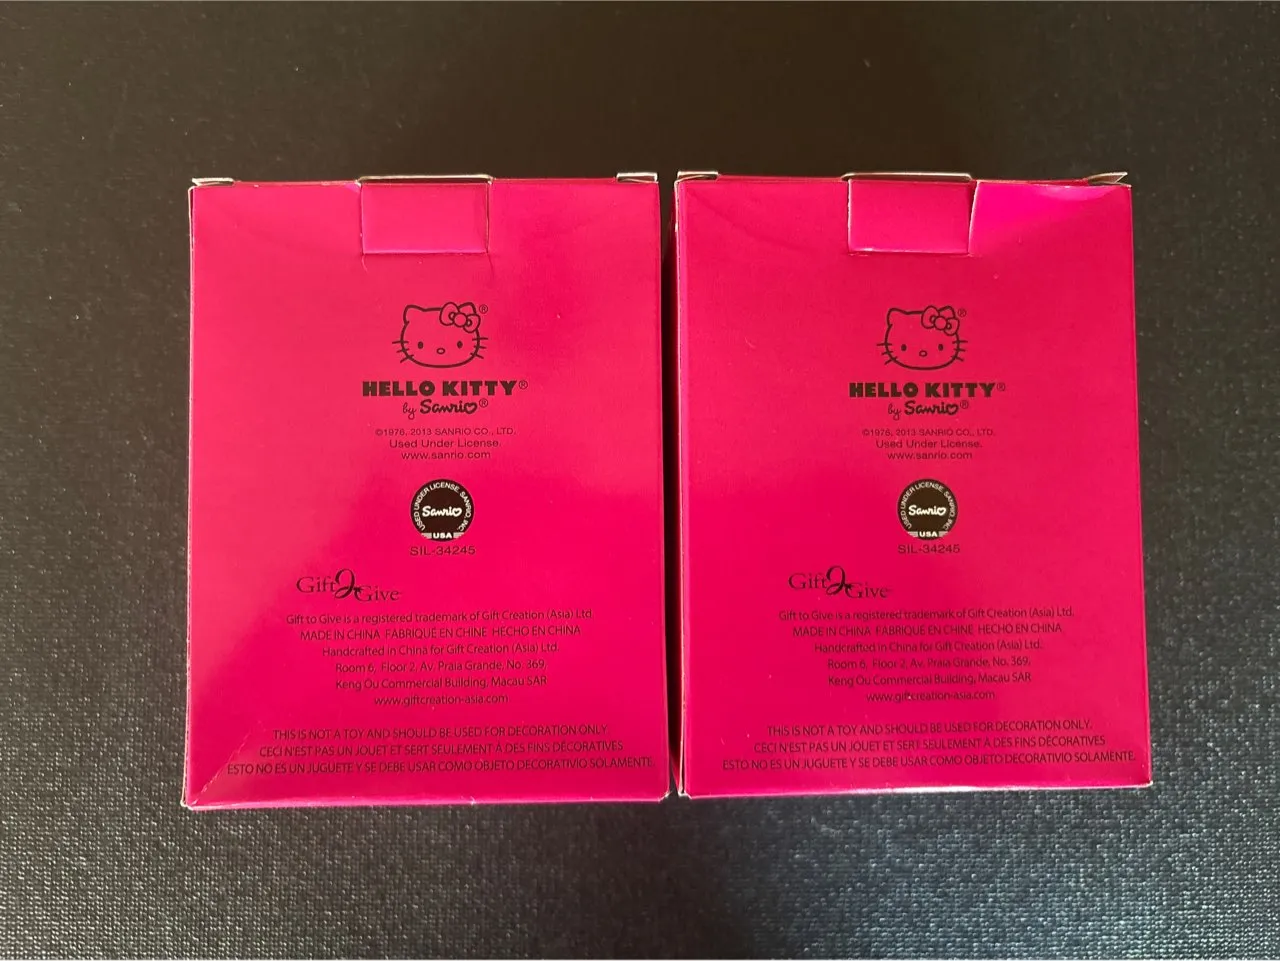 ®
HELLO KITTY®
by Sanrio®
©1976, 2013 SANRIO CO., LTD.
Used Under License.
www.sanrio.com
USED UNDER LICENSE. SANRIO, INC.
Sanrio
USA
SIL-34245
Gift2Give
Gift to Give is a registered trademark of Gift Creation (Asia) Ltd.
MADE IN CHINA FABRIQUÉ EN CHINE HECHO EN CHINA
Handcrafted in China for Gift Creation (Asia) Ltd.
Room 6, Floor 2, Av. Praia Grande, No. 369,
Keng Ou Commercial Building, Macau SAR
www.giftcreation-asia.com
THIS IS NOT A TOY AND SHOULD BE USED FOR DECORATION ONLY.
CECI N'EST PAS UN JOUET ET SERT SEULEMENT À DES FINS DÉCORATIVES
ESTO NO ES UN JUGUETE Y SE DEBE USAR COMO OBJETO DECORATIVIO SOLAMENTE.
®
HELLO KITTY®
by Sanrio®
©1976, 2013 SANRIO CO., LTD.
Used Under License.
www.sanrio.com
USED UNDER LICENSE. SANRIO, INC.
Sanrio
USA
SIL-34245
Gift2Give
Gift to Give is a registered trademark of Gift Creation (Asia) Ltd.
MADE IN CHINA FABRIQUÉ EN CHINE HECHO EN CHINA
Handcrafted in China for Gift Creation (Asia) Ltd.
Room 6, Floor 2, Av. Praia Grande, No. 369,
Keng Ou Commercial Building, Macau SAR
www.giftcreation-asia.com
THIS IS NOT A TOY AND SHOULD BE USED FOR DECORATION ONLY.
CECI N'EST PAS UN JOUET ET SERT SEULEMENT À DES FINS DÉCORATIVES
ESTO NO ES UN JUGUETE Y SE DEBE USAR COMO OBJETO DECORATIVIO SOLAMENTE.